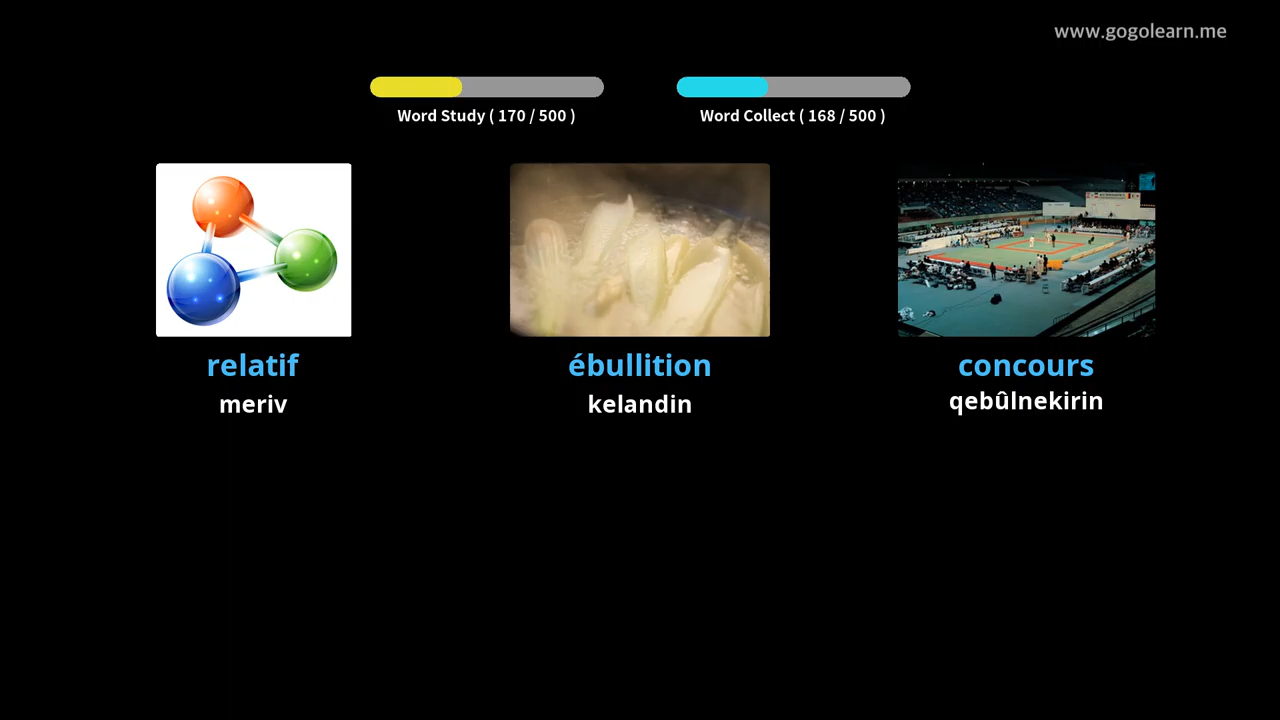 www.gogolearn.me
Word Study ( 170 / 500 )
Word Collect ( 168 / 500 )
relatif
meriv
ébullition
kelandin
concours
qebûlnekirin